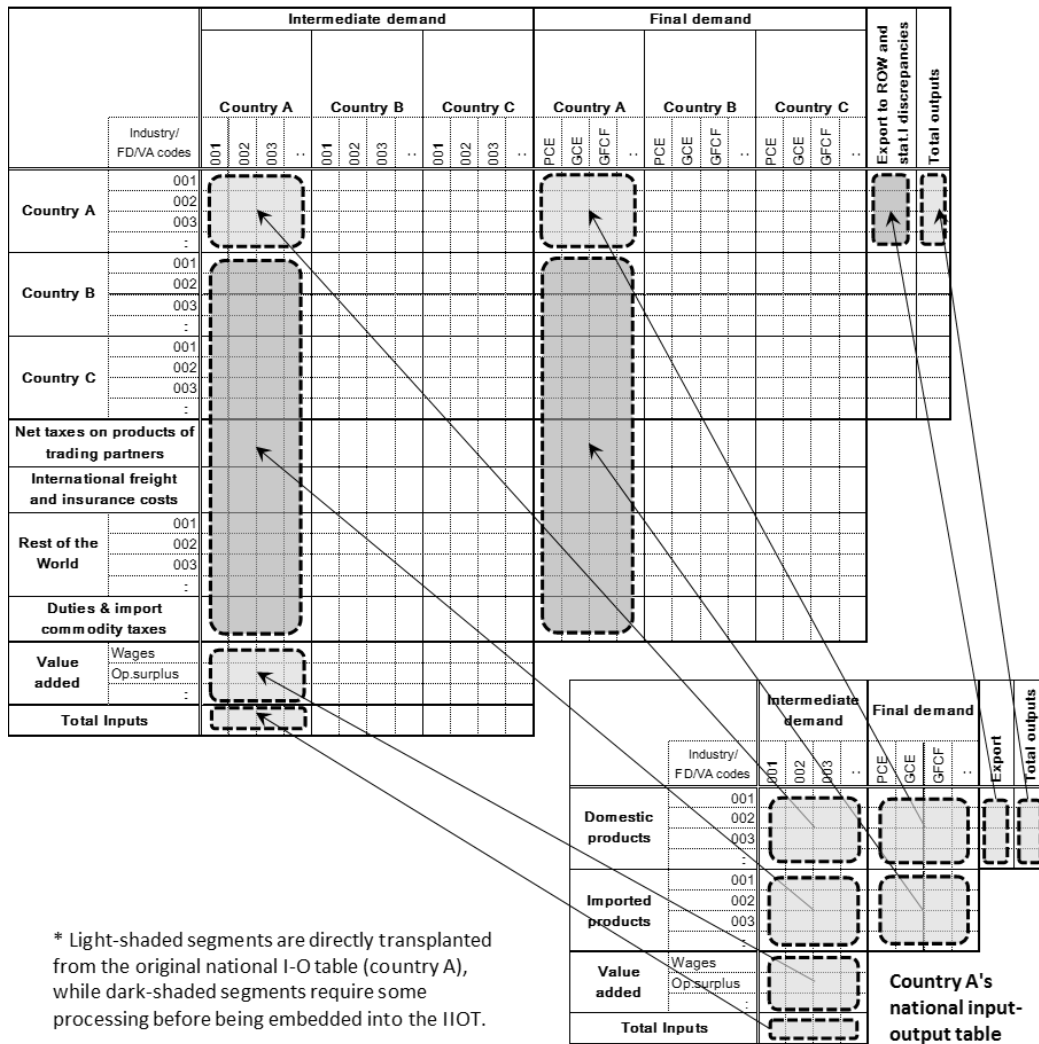 Intermediate demand Final demand
Export to ROW and
stat.l discrepancies
Total outputs
Country A Country B Country C Country A Country B Country C
Industry/
FD/VA codes
001 002 003 : 001 002 003 : 001 002 003 : PCE GCE GFCF : PCE GCE GFCF : PCE GCE GFCF :
Country A
001
002
003
:
Country B
001
002
003
:
Country C
001
002
003
:
Net taxes on products of
trading partners
International freight
and insurance costs
Rest of the
World
001
002
003
:
Duties & import
commodity taxes
Value
added
Wages
Op.surplus
:
Total Inputs
Intermediate
demand
Final demand
Export
Total outputs
Industry/
FD/VA codes
001 002 003 : PCE GCE GFCF :
Domestic
products
001
002
003
:
Imported
products
001
002
003
:
Value
added
Wages
Op.surplus
:
Total Inputs
Country A's
national input-
output table
* Light-shaded segments are directly transplanted
from the original national I-O table (country A),
while dark-shaded segments require some
processing before being embedded into the IIOT.